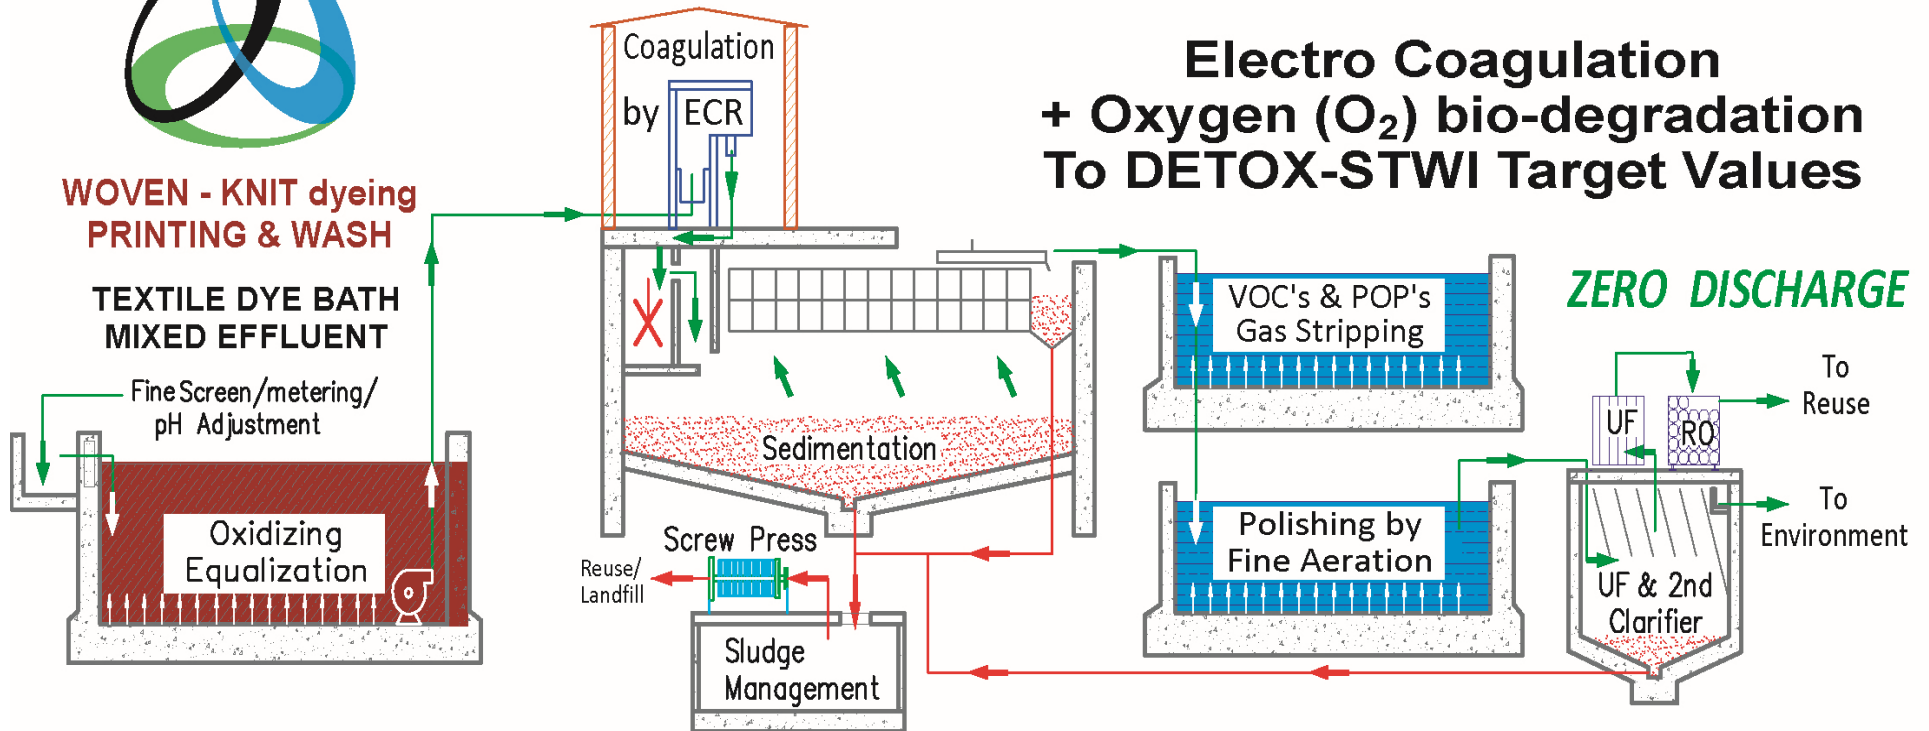 Electro Coagulation
+ Oxygen (O₂) bio-degradation
To DETOX-STWI Target Values
WOVEN - KNIT dyeing
PRINTING & WASH
TEXTILE DYE BATH
MIXED EFFLUENT
Fine Screen/metering/
pH Adjustment
Oxidizing
Equalization
Coagulation
by ECR
Sedimentation
Screw Press
Reuse/
Landfill
Sludge
Management
VOC's & POP's
Gas Stripping
Polishing by
Fine Aeration
ZERO DISCHARGE
UF
RO
To
Reuse
To
Environment
UF & 2nd
Clarifier